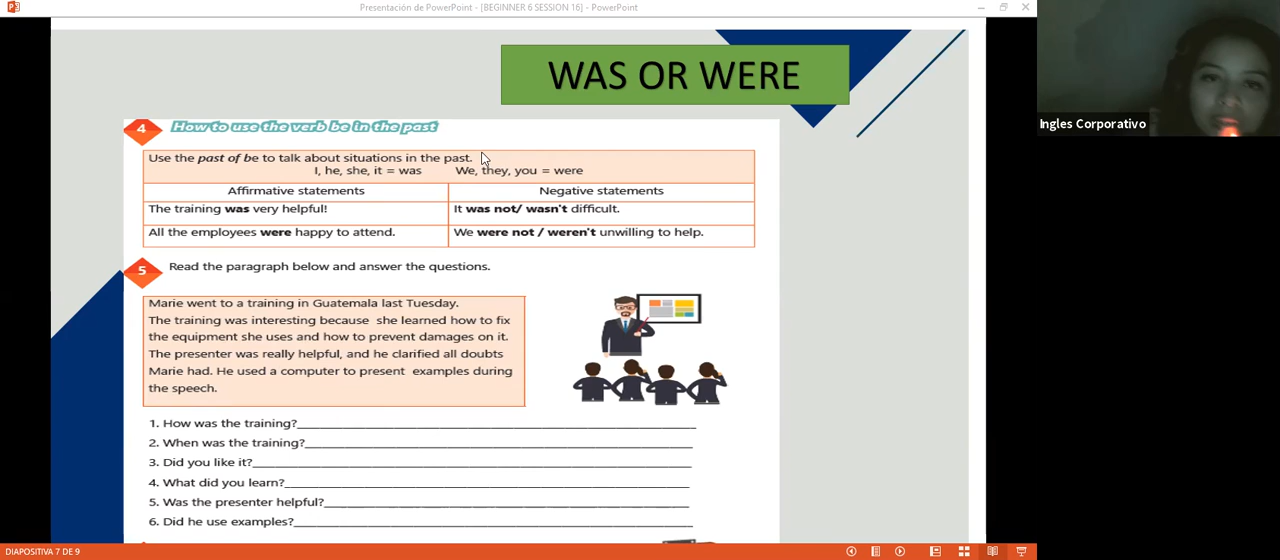 Presentación de PowerPoint - [BEGINNER 6 SESSION 16] - PowerPoint
WAS OR WERE
4 How to use the verb be in the past
Use the past of be to talk about situations in the past.
I, he, she, it = was We, they, you = were
Affirmative statements Negative statements
The training was very helpful! It was not/ wasn't difficult.
All the employees were happy to attend. We were not / weren't unwilling to help.
5 Read the paragraph below and answer the questions.
Marie went to a training in Guatemala last Tuesday.
The training was interesting because she learned how to fix
the equipment she uses and how to prevent damages on it.
The presenter was really helpful, and he clarified all doubts
Marie had. He used a computer to present examples during
the speech.
1. How was the training?
2. When was the training?
3. Did you like it?
4. What did you learn?
5. Was the presenter helpful?
6. Did he use examples?
DIAPOSITIVA 7 DE 9
Ingles Corporativo